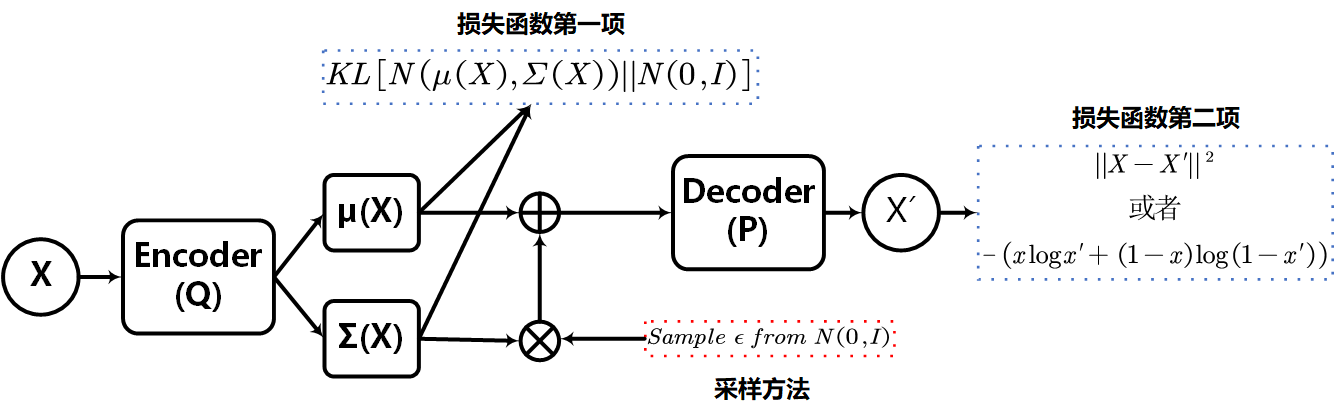 损失函数第一项
KL[N(μ(X),Σ(X))||N(0,I)]
损失函数第二项
||X-X′||²
或者
-(xlogx′+(1-x)log(1-x′))
X
Encoder
(Q)
μ(X)
Σ(X)
Decoder
(P)
X′
Sample ϵ from N(0,I)
采样方法